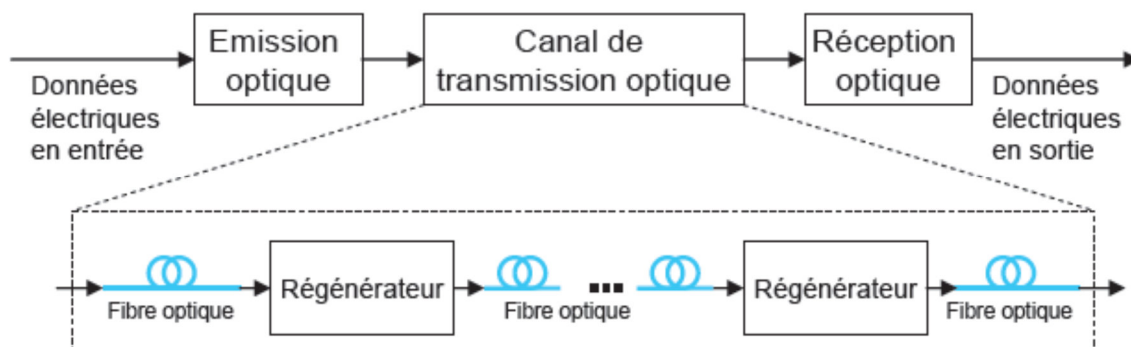 Emission
optique
Canal de
transmission optique
Réception
optique
Données
électriques
en entrée
Données
électriques
en sortie
Régénérateur
Régénérateur
Fibre optique
Fibre optique
Fibre optique